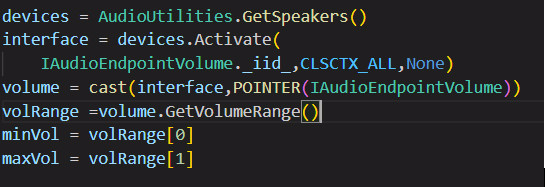 devices = AudioUtilities.GetSpeakers()
interface = devices.Activate(
    IAudioEndpointVolume._iid_,CLSCTX_ALL,None)
volume = cast(interface,POINTER(IAudioEndpointVolume))
volRange =volume.GetVolumeRange()
minVol = volRange[0]
maxVol = volRange[1]